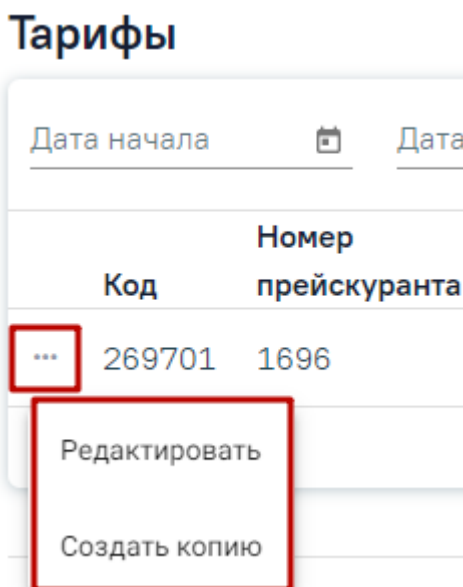 Тарифы
Дата начала Дата
Номер
Код прейскуранта
269701 1696
Редактировать
Создать копию